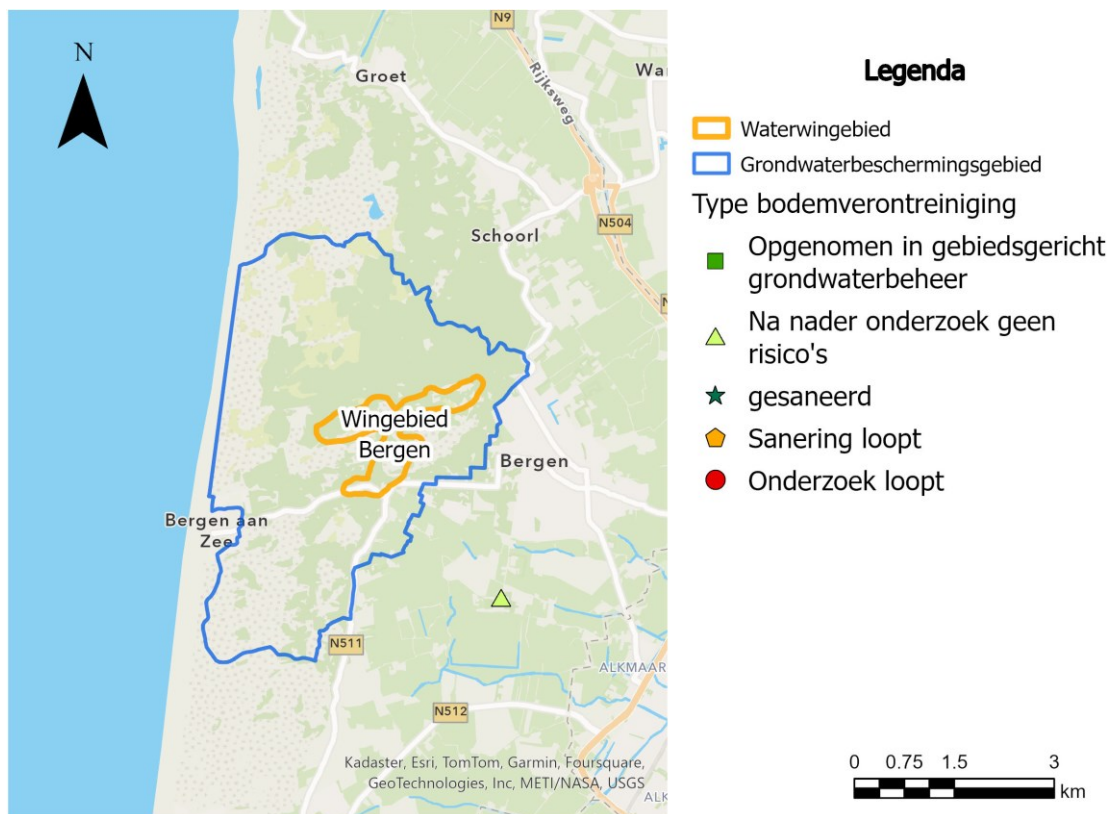 N
N9
Rijksweg
Groet
Wa
N504
Schoorl
N
Wingebied
Bergen
Bergen
Bergen aan
Zee
N511
ALKMAAR
N512
Kadaster, Esri, TomTom, Garmin, Foursquare,
GeoTechnologies, Inc, METI/NASA, USGS
ALK
Legenda
Waterwingebied
Grondwaterbeschermingsgebied
Type bodemverontreiniging
Opgenomen in gebiedsgericht
grondwaterbeheer
Na nader onderzoek geen
risico's
gesaneerd
Sanering loopt
Onderzoek loopt
0 0.75 1.5 3
km